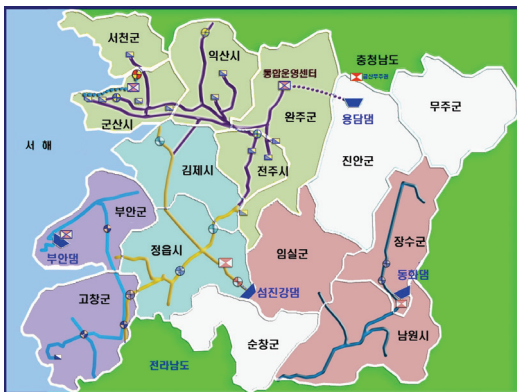 서천군
익산시
충청남도
통합운영센터
무주군
군산시
완주군
용담댐
서 해
진안군
김제시
전주시
부안군
정읍시
임실군
장수군
부안댐
동화댐
고창군
섬진강댐
남원시
순창군
전라남도